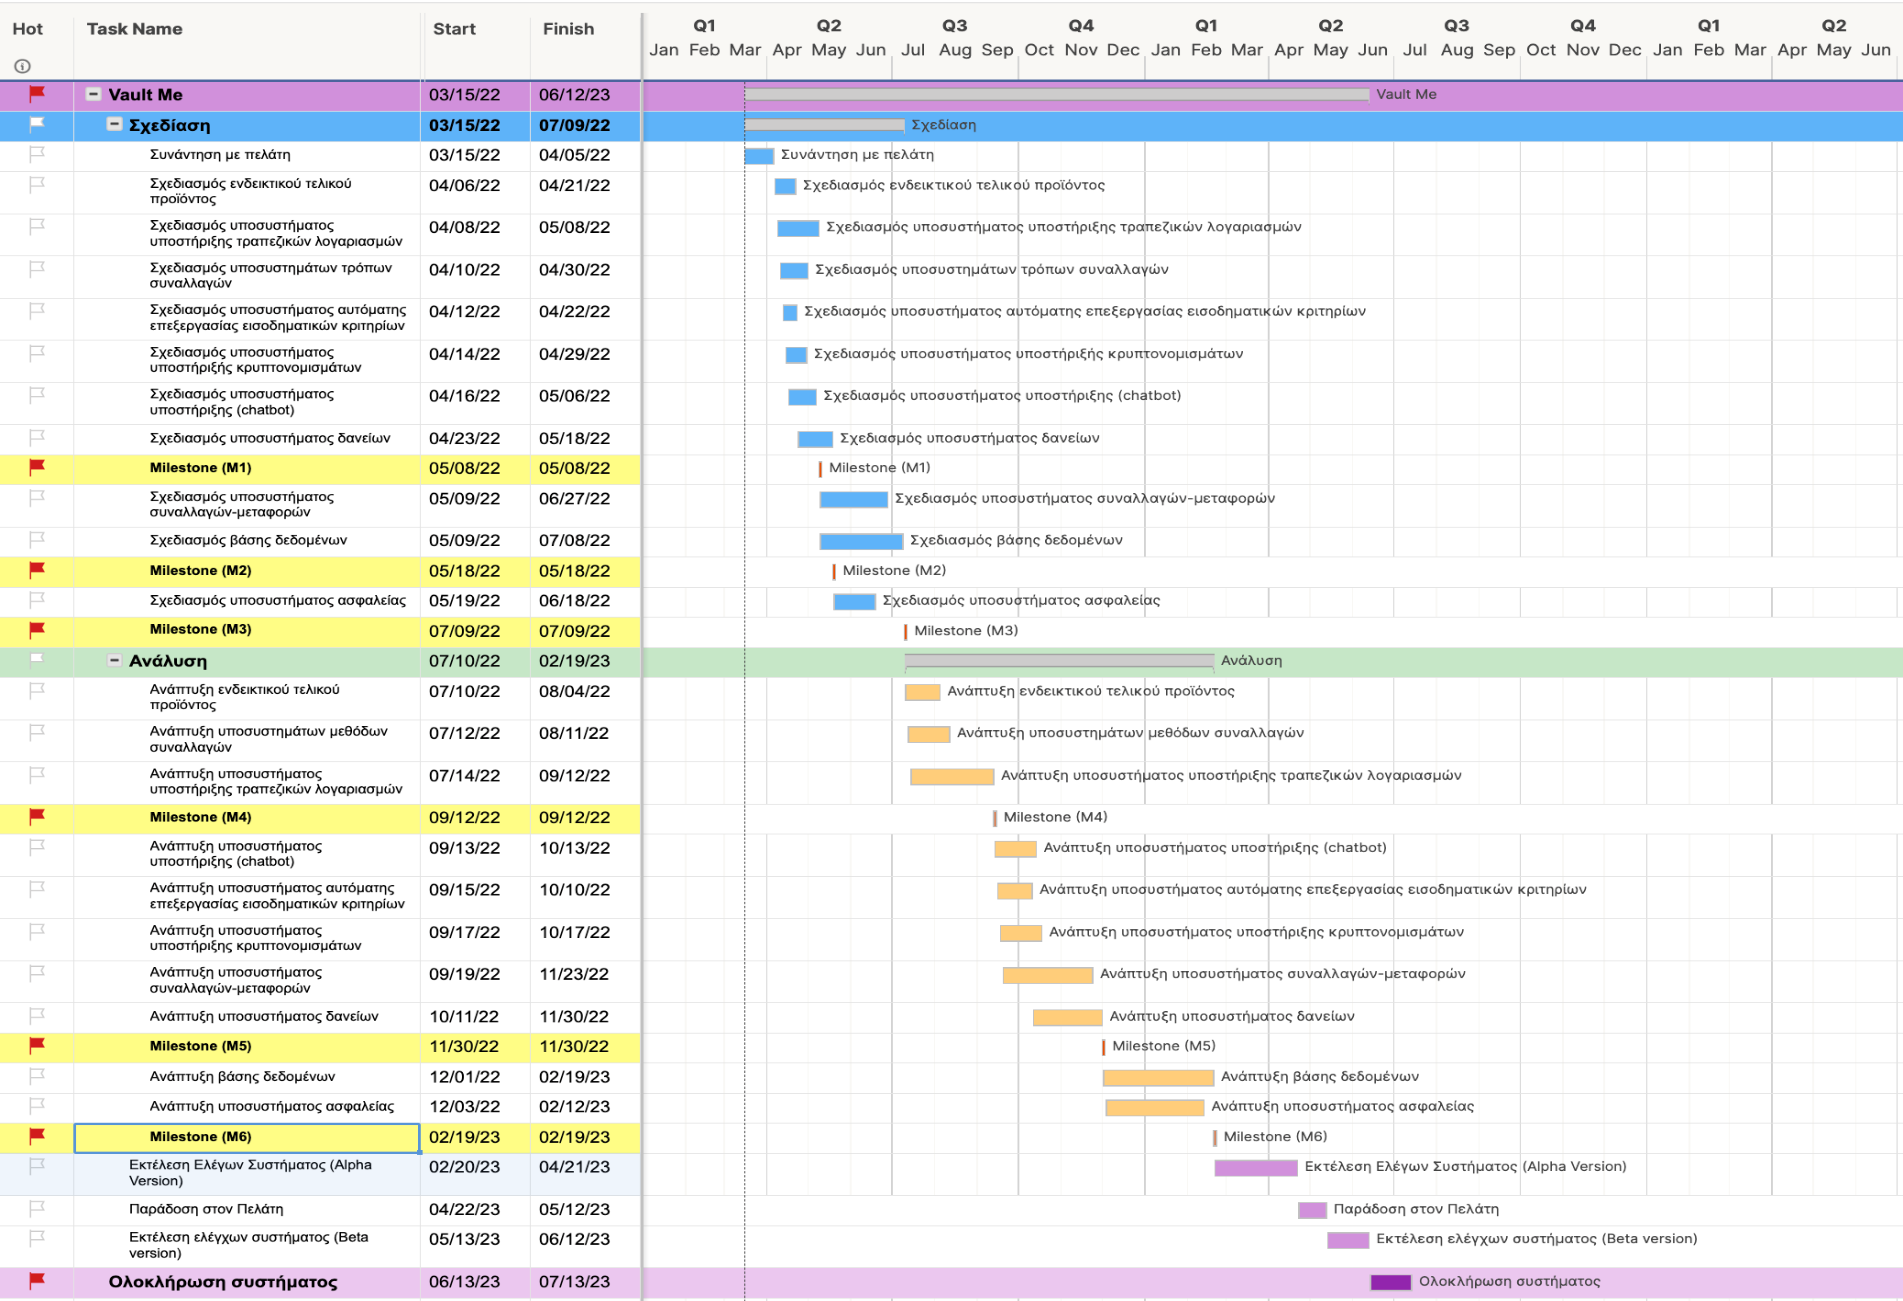 Hot Task Name Start Finish Q1 Q2 Q3 Q4 Q1 Q2 Q3 Q4 Q1 Q2
Jan Feb Mar Apr May Jun Jul Aug Sep Oct Nov Dec Jan Feb Mar Apr May Jun Jul Aug Sep Oct Nov Dec Jan Feb Mar Apr May Jun
Vault Me 03/15/22 06/12/23 Vault Me
Σχεδίαση 03/15/22 07/09/22 Σχεδίαση
Συνάντηση με πελάτη 03/15/22 04/05/22 Συνάντηση με πελάτη
Σχεδιασμός ενδεικτικού τελικού
προϊόντος 04/06/22 04/21/22 Σχεδιασμός ενδεικτικού τελικού προϊόντος
Σχεδιασμός υποσυστήματος
υποστήριξης τραπεζικών λογαριασμών 04/08/22 05/08/22 Σχεδιασμός υποσυστήματος υποστήριξης τραπεζικών λογαριασμών
Σχεδιασμός υποσυστημάτων τρόπων
συναλλαγών 04/10/22 04/30/22 Σχεδιασμός υποσυστημάτων τρόπων συναλλαγών
Σχεδιασμός υποσυστήματος αυτόματης
επεξεργασίας εισοδηματικών κριτηρίων 04/12/22 04/22/22 Σχεδιασμός υποσυστήματος αυτόματης επεξεργασίας εισοδηματικών κριτηρίων
Σχεδιασμός υποσυστήματος
υποστήριξής κρυπτονομισμάτων 04/14/22 04/29/22 Σχεδιασμός υποσυστήματος υποστήριξής κρυπτονομισμάτων
Σχεδιασμός υποσυστήματος
υποστήριξης (chatbot) 04/16/22 05/06/22 Σχεδιασμός υποσυστήματος υποστήριξης (chatbot)
Σχεδιασμός υποσυστήματος δανείων 04/23/22 05/18/22 Σχεδιασμός υποσυστήματος δανείων
Milestone (M1) 05/08/22 05/08/22 Milestone (M1)
Σχεδιασμός υποσυστήματος
συναλλαγών-μεταφορών 05/09/22 06/27/22 Σχεδιασμός υποσυστήματος συναλλαγών-μεταφορών
Σχεδιασμός βάσης δεδομένων 05/09/22 07/08/22 Σχεδιασμός βάσης δεδομένων
Milestone (M2) 05/18/22 05/18/22 Milestone (M2)
Σχεδιασμός υποσυστήματος ασφαλείας 05/19/22 06/18/22 Σχεδιασμός υποσυστήματος ασφαλείας
Milestone (M3) 07/09/22 07/09/22 Milestone (M3)
Ανάλυση 07/10/22 02/19/23 Ανάλυση
Ανάπτυξη ενδεικτικού τελικού
προϊόντος 07/10/22 08/04/22 Ανάπτυξη ενδεικτικού τελικού προϊόντος
Ανάπτυξη υποσυστημάτων μεθόδων
συναλλαγών 07/12/22 08/11/22 Ανάπτυξη υποσυστημάτων μεθόδων συναλλαγών
Ανάπτυξη υποσυστήματος
υποστήριξης τραπεζικών λογαριασμών 07/14/22 09/12/22 Ανάπτυξη υποσυστήματος υποστήριξης τραπεζικών λογαριασμών
Milestone (M4) 09/12/22 09/12/22 Milestone (M4)
Ανάπτυξη υποσυστήματος
υποστήριξης (chatbot) 09/13/22 10/13/22 Ανάπτυξη υποσυστήματος υποστήριξης (chatbot)
Ανάπτυξη υποσυστήματος αυτόματης
επεξεργασίας εισοδηματικών κριτηρίων 09/15/22 10/10/22 Ανάπτυξη υποσυστήματος αυτόματης επεξεργασίας εισοδηματικών κριτηρίων
Ανάπτυξη υποσυστήματος
υποστήριξης κρυπτονομισμάτων 09/17/22 10/17/22 Ανάπτυξη υποσυστήματος υποστήριξης κρυπτονομισμάτων
Ανάπτυξη υποσυστήματος
συναλλαγών-μεταφορών 09/19/22 11/23/22 Ανάπτυξη υποσυστήματος συναλλαγών-μεταφορών
Ανάπτυξη υποσυστήματος δανείων 10/11/22 11/30/22 Ανάπτυξη υποσυστήματος δανείων
Milestone (M5) 11/30/22 11/30/22 Milestone (M5)
Ανάπτυξη βάσης δεδομένων 12/01/22 02/19/23 Ανάπτυξη βάσης δεδομένων
Ανάπτυξη υποσυστήματος ασφαλείας 12/03/22 02/12/23 Ανάπτυξη υποσυστήματος ασφαλείας
Milestone (M6) 02/19/23 02/19/23 Milestone (M6)
Εκτέλεση Ελέγων Συστήματος (Alpha
Version) 02/20/23 04/21/23 Εκτέλεση Ελέγων Συστήματος (Alpha Version)
Παράδοση στον Πελάτη 04/22/23 05/12/23 Παράδοση στον Πελάτη
Εκτέλεση ελέγχων συστήματος (Beta
version) 05/13/23 06/12/23 Εκτέλεση ελέγχων συστήματος (Beta version)
Ολοκλήρωση συστήματος 06/13/23 07/13/23 Ολοκλήρωση συστήματος